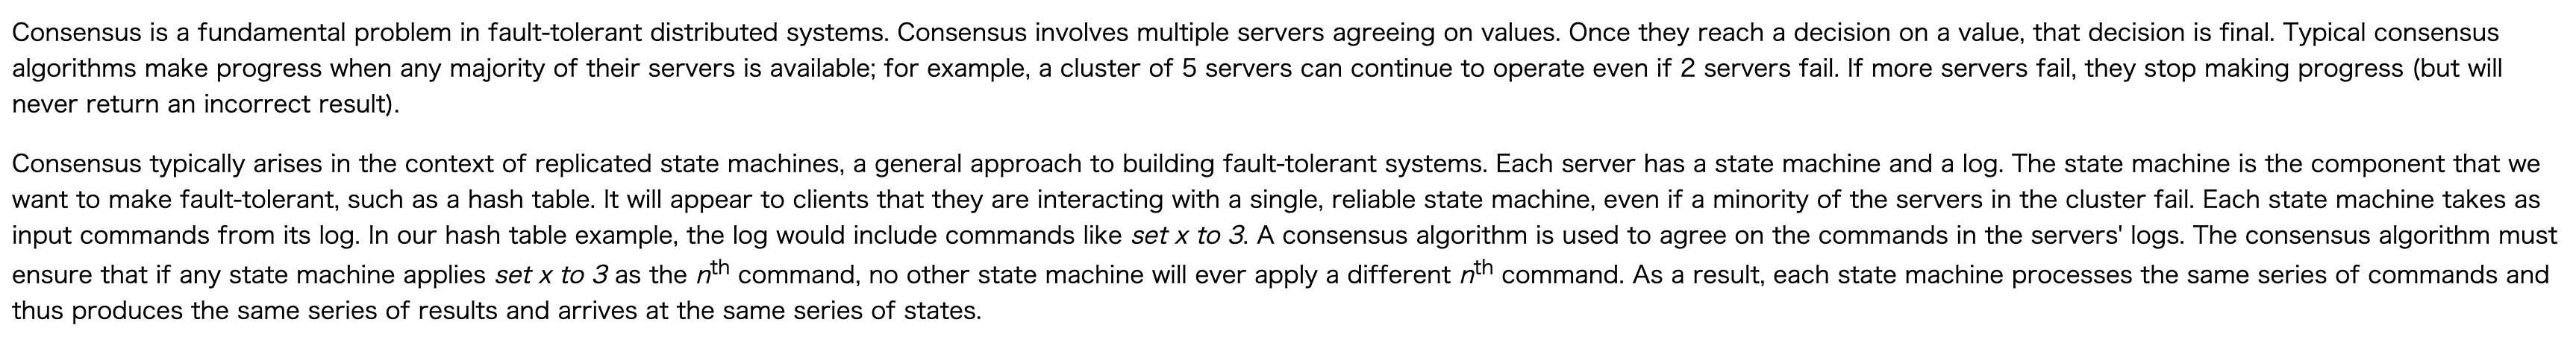 Consensus is a fundamental problem in fault-tolerant distributed systems. Consensus involves multiple servers agreeing on values. Once they reach a decision on a value, that decision is final. Typical consensus
algorithms make progress when any majority of their servers is available; for example, a cluster of 5 servers can continue to operate even if 2 servers fail. If more servers fail, they stop making progress (but will
never return an incorrect result).
Consensus typically arises in the context of replicated state machines, a general approach to building fault-tolerant systems. Each server has a state machine and a log. The state machine is the component that we
want to make fault-tolerant, such as a hash table. It will appear to clients that they are interacting with a single, reliable state machine, even if a minority of the servers in the cluster fail. Each state machine takes as
input commands from its log. In our hash table example, the log would include commands like set x to 3. A consensus algorithm is used to agree on the commands in the servers' logs. The consensus algorithm must
ensure that if any state machine applies set x to 3 as the nth command, no other state machine will ever apply a different nth command. As a result, each state machine processes the same series of commands and
thus produces the same series of results and arrives at the same series of states.